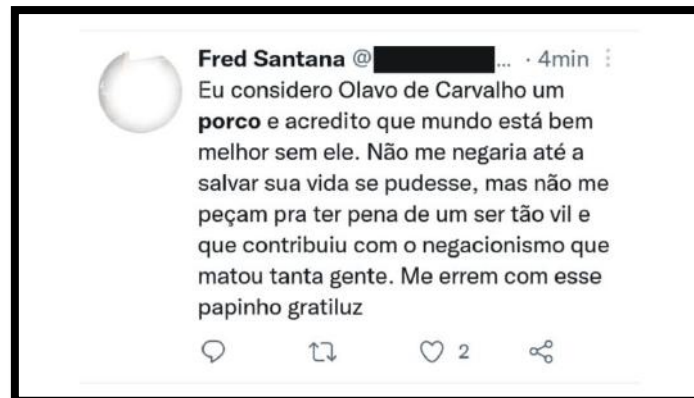 Fred Santana @ ... · 4min
Eu considero Olavo de Carvalho um
porco e acredito que mundo está bem
melhor sem ele. Não me negaria até a
salvar sua vida se pudesse, mas não me
peçam pra ter pena de um ser tão vil e
que contribuiu com o negacionismo que
matou tanta gente. Me errem com esse
papinho gratiluz
2